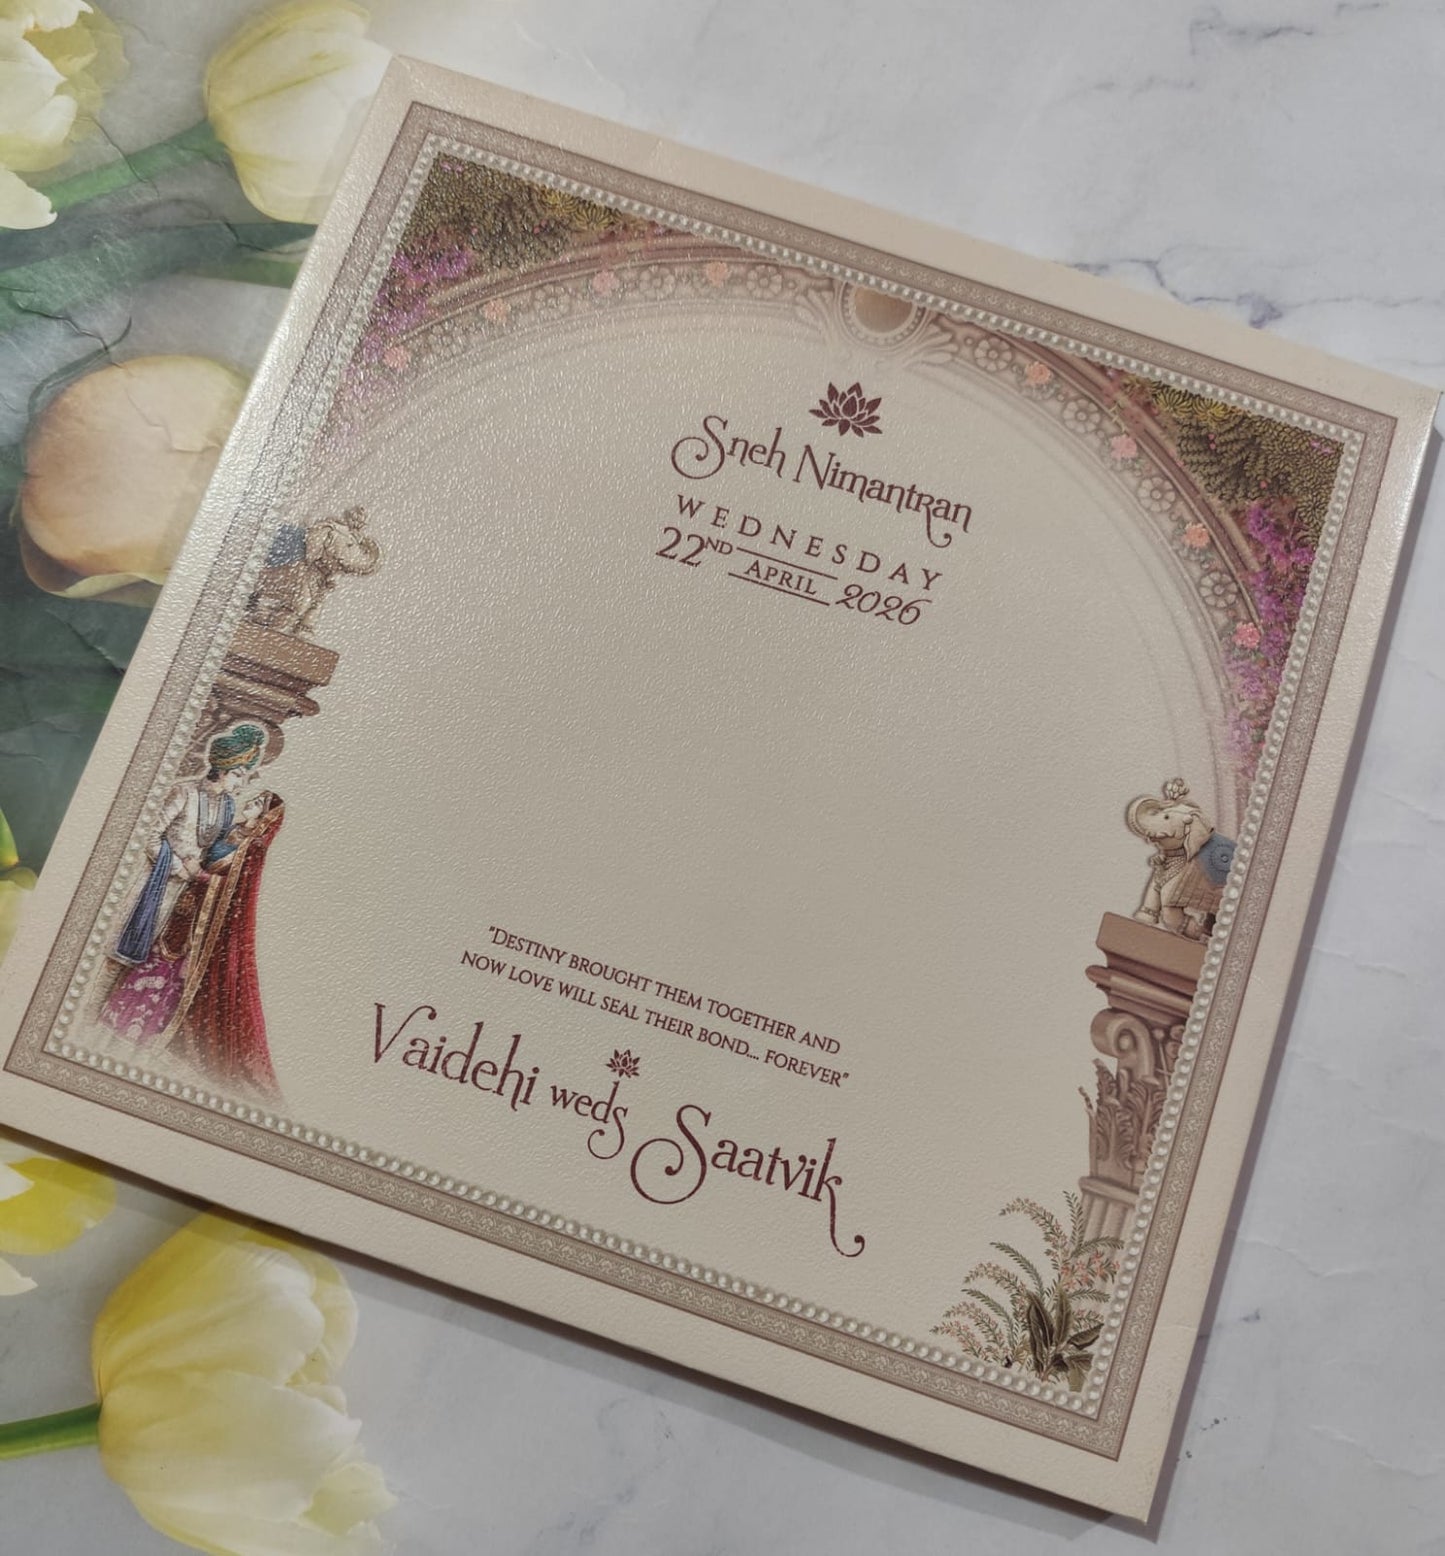 Sneh Nimantran
WEDNESDAY
22ND APRIL 2026
"DESTINY BROUGHT THEM TOGETHER AND
NOW LOVE WILL SEAL THEIR BOND.... FOREVER"
Vaidehi weds Saatvik